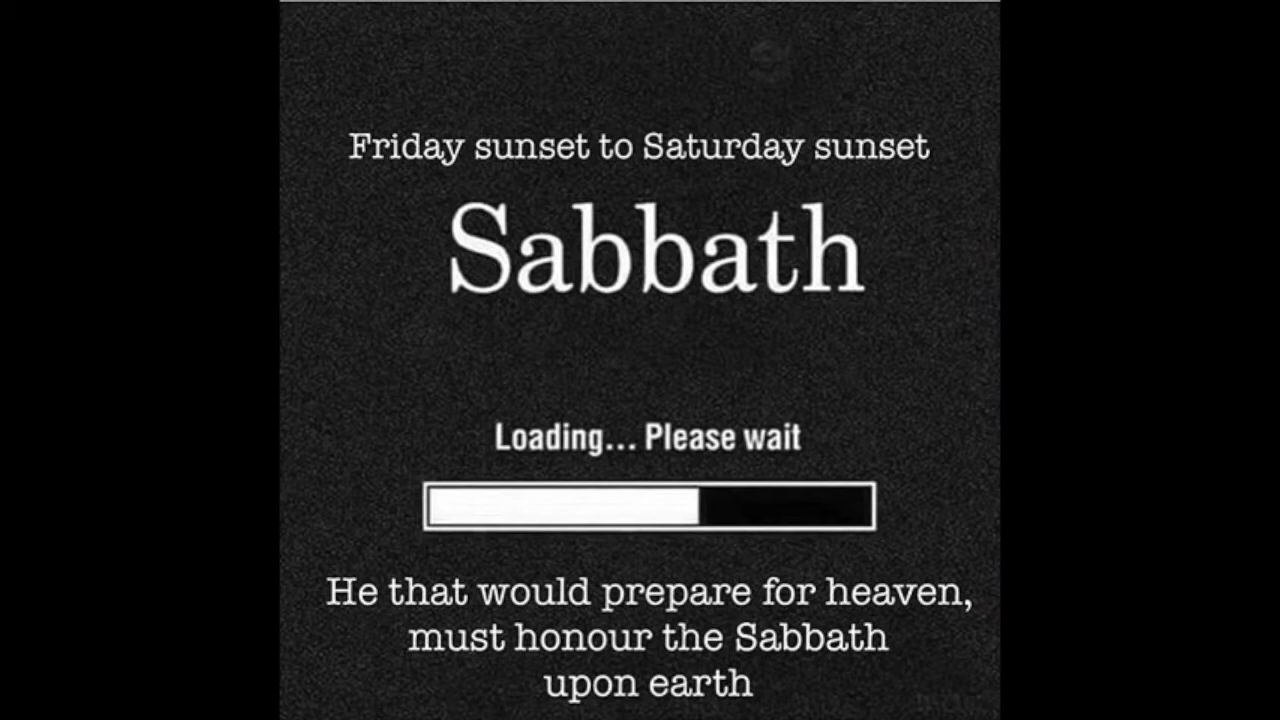 Friday sunset to Saturday sunset
Sabbath
Loading... Please wait
He that would prepare for heaven,
must honour the Sabbath
upon earth